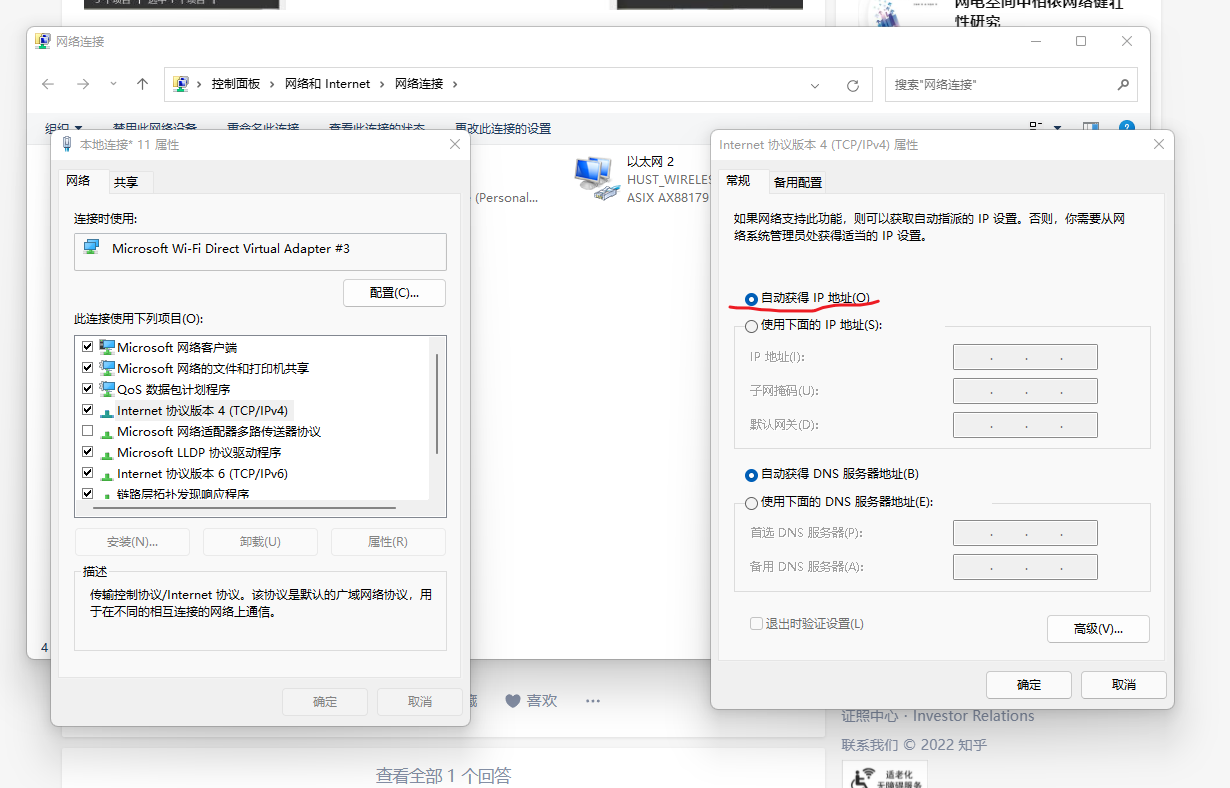 网电空间中相依网络健壮
性研究
网络连接
控制面板 › 网络和 Internet › 网络连接 ›
搜索"网络连接"
组织 禁用此网络设备 重命名此连接 查看此连接的状态 更改此连接的设置
本地连接* 11 属性
网络 共享
连接时使用:
Microsoft Wi-Fi Direct Virtual Adapter #3
配置(C)...
此连接使用下列项目(O):
Microsoft 网络客户端
Microsoft 网络的文件和打印机共享
QoS 数据包计划程序
Internet 协议版本 4 (TCP/IPv4)
Microsoft 网络适配器多路传送器协议
Microsoft LLDP 协议驱动程序
Internet 协议版本 6 (TCP/IPv6)
链路层拓扑发现响应程序
安装(N)... 卸载(U) 属性(R)
描述
传输控制协议/Internet 协议。该协议是默认的广域网络协议，用
于在不同的相互连接的网络上通信。
确定 取消
4
(Personal...
以太网 2
HUST_WIRELES
ASIX AX88179
Internet 协议版本 4 (TCP/IPv4) 属性
常规 备用配置
如果网络支持此功能，则可以获取自动指派的 IP 设置。否则，你需要从网
络系统管理员处获得适当的 IP 设置。
自动获得 IP 地址(O)
使用下面的 IP 地址(S):
IP 地址(I):
子网掩码(U):
默认网关(D):
自动获得 DNS 服务器地址(B)
使用下面的 DNS 服务器地址(E):
首选 DNS 服务器(P):
备用 DNS 服务器(A):
退出时验证设置(L)
高级(V)...
确定 取消
喜欢 ···
证照中心 · Investor Relations
联系我们 © 2022 知乎
查看全部 1 个回答
适老化
无障碍服务